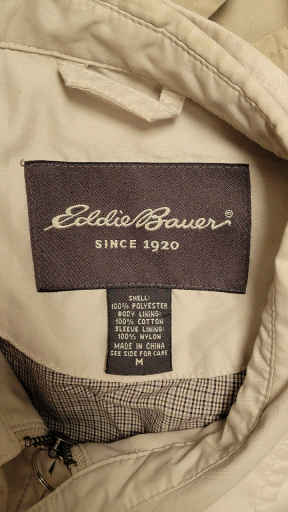 Eddie Bauer®
SINCE 1920
SHELL:
100% POLYESTER
BODY LINING:
100% COTTON
SLEEVE LINING:
100% NYLON
MADE IN CHINA
SEE SIDE FOR CARE
M